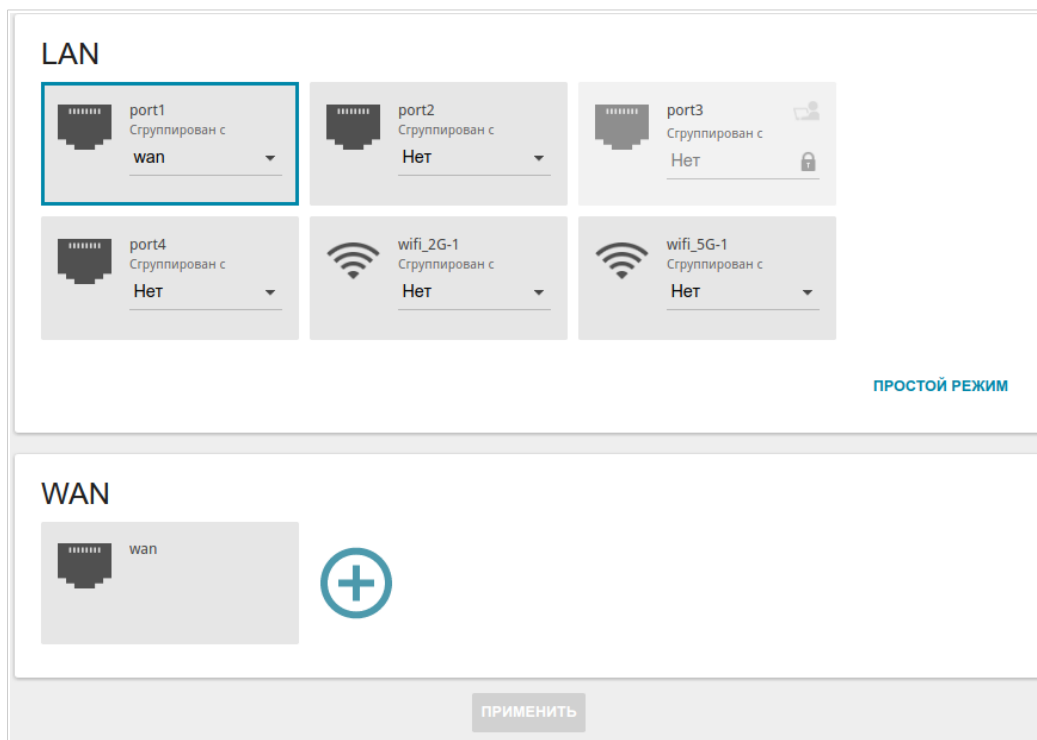 LAN
port1
Сгруппирован с
wan
port2
Сгруппирован с
Нет
port3
Сгруппирован с
Нет
port4
Сгруппирован с
Нет
wifi_2G-1
Сгруппирован с
Нет
wifi_5G-1
Сгруппирован с
Нет
ПРОСТОЙ РЕЖИМ
WAN
wan
ПРИМЕНИТЬ